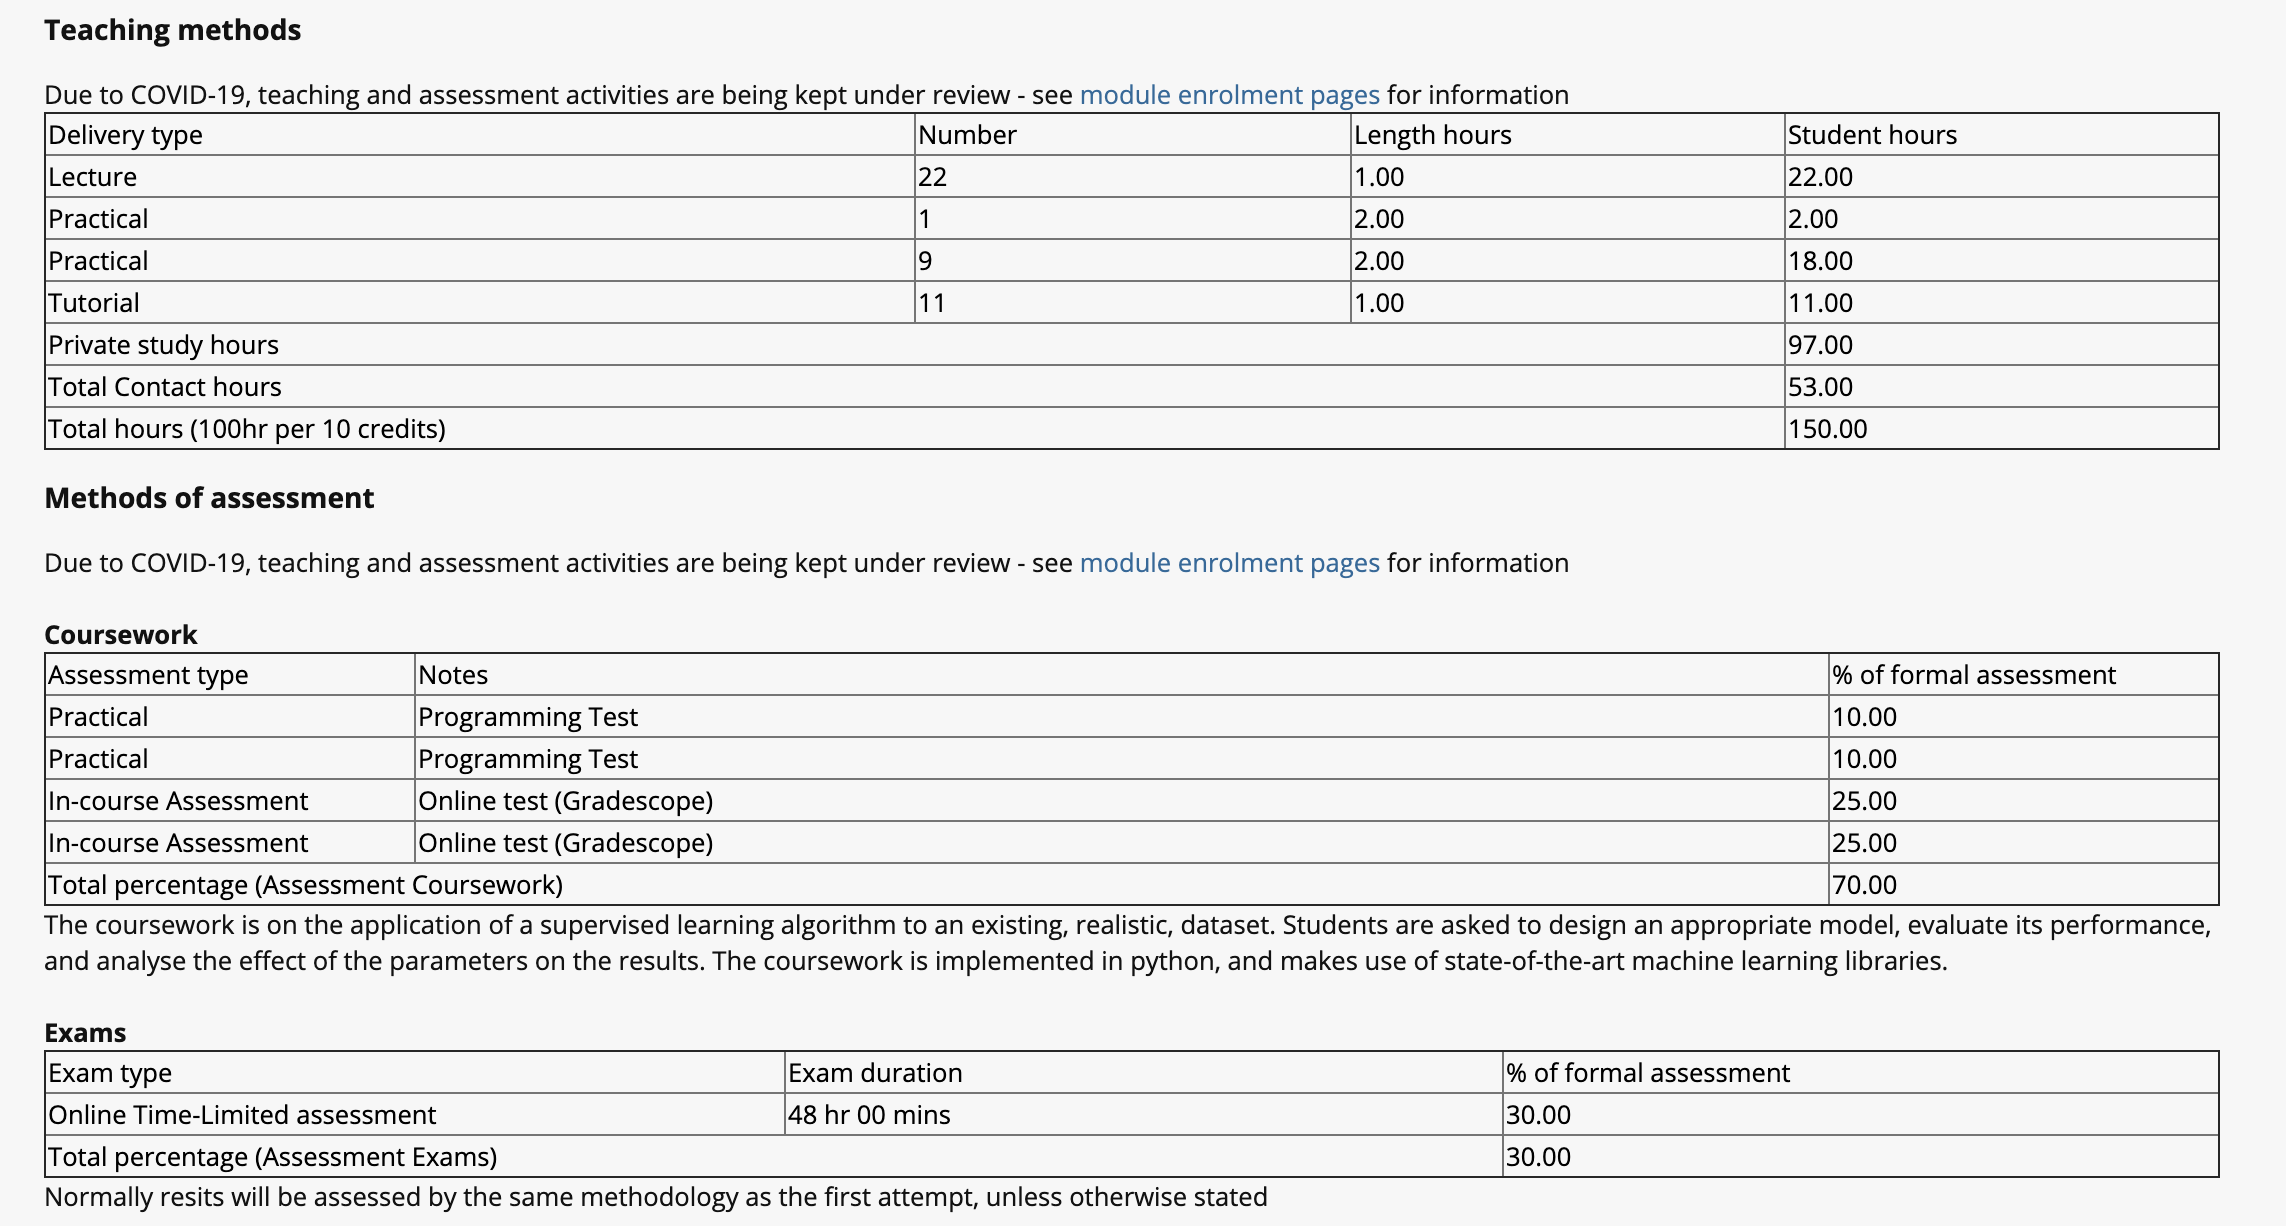 Teaching methods
Due to COVID-19, teaching and assessment activities are being kept under review - see module enrolment pages for information
Delivery type Number Length hours Student hours
Lecture 22 1.00 22.00
Practical 1 2.00 2.00
Practical 9 2.00 18.00
Tutorial 11 1.00 11.00
Private study hours 97.00
Total Contact hours 53.00
Total hours (100hr per 10 credits) 150.00
Methods of assessment
Due to COVID-19, teaching and assessment activities are being kept under review - see module enrolment pages for information
Coursework
Assessment type Notes % of formal assessment
Practical Programming Test 10.00
Practical Programming Test 10.00
In-course Assessment Online test (Gradescope) 25.00
In-course Assessment Online test (Gradescope) 25.00
Total percentage (Assessment Coursework) 70.00
The coursework is on the application of a supervised learning algorithm to an existing, realistic, dataset. Students are asked to design an appropriate model, evaluate its performance,
and analyse the effect of the parameters on the results. The coursework is implemented in python, and makes use of state-of-the-art machine learning libraries.
Exams
Exam type Exam duration % of formal assessment
Online Time-Limited assessment 48 hr 00 mins 30.00
Total percentage (Assessment Exams) 30.00
Normally resits will be assessed by the same methodology as the first attempt, unless otherwise stated